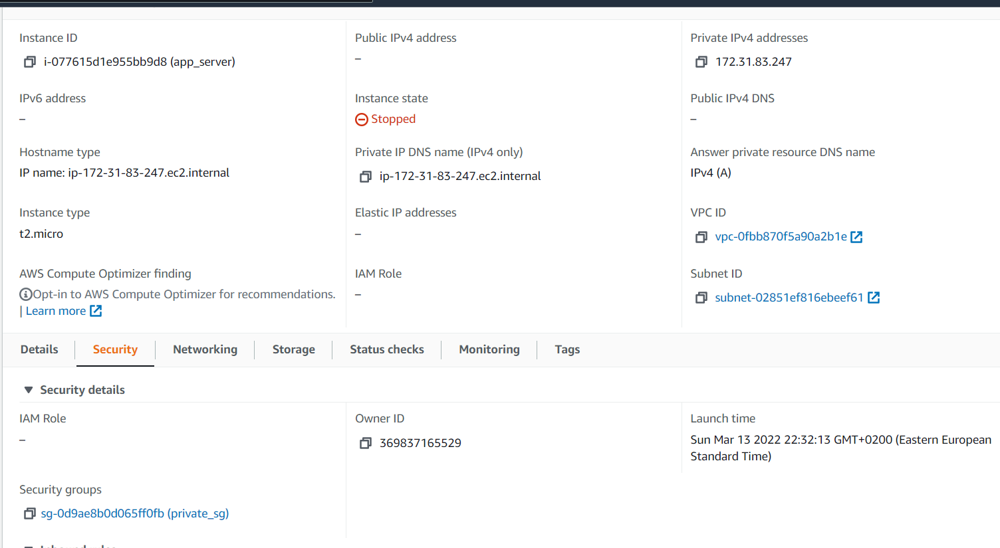 Instance ID
i-077615d1e955bb9d8 (app_server)
Public IPv4 address
–
Private IPv4 addresses
172.31.83.247
IPv6 address
–
Instance state
Stopped
Public IPv4 DNS
–
Hostname type
IP name: ip-172-31-83-247.ec2.internal
Private IP DNS name (IPv4 only)
ip-172-31-83-247.ec2.internal
Answer private resource DNS name
IPv4 (A)
Instance type
t2.micro
Elastic IP addresses
–
VPC ID
vpc-0fbb870f5a90a2b1e
AWS Compute Optimizer finding
Opt-in to AWS Compute Optimizer for recommendations.
| Learn more
IAM Role
–
Subnet ID
subnet-02851ef816ebeef61
Details
Security
Networking
Storage
Status checks
Monitoring
Tags
Security details
IAM Role
–
Owner ID
369837165529
Launch time
Sun Mar 13 2022 22:32:13 GMT+0200 (Eastern European
Standard Time)
Security groups
sg-0d9ae8b0d065ff0fb (private_sg)
Inbound rules